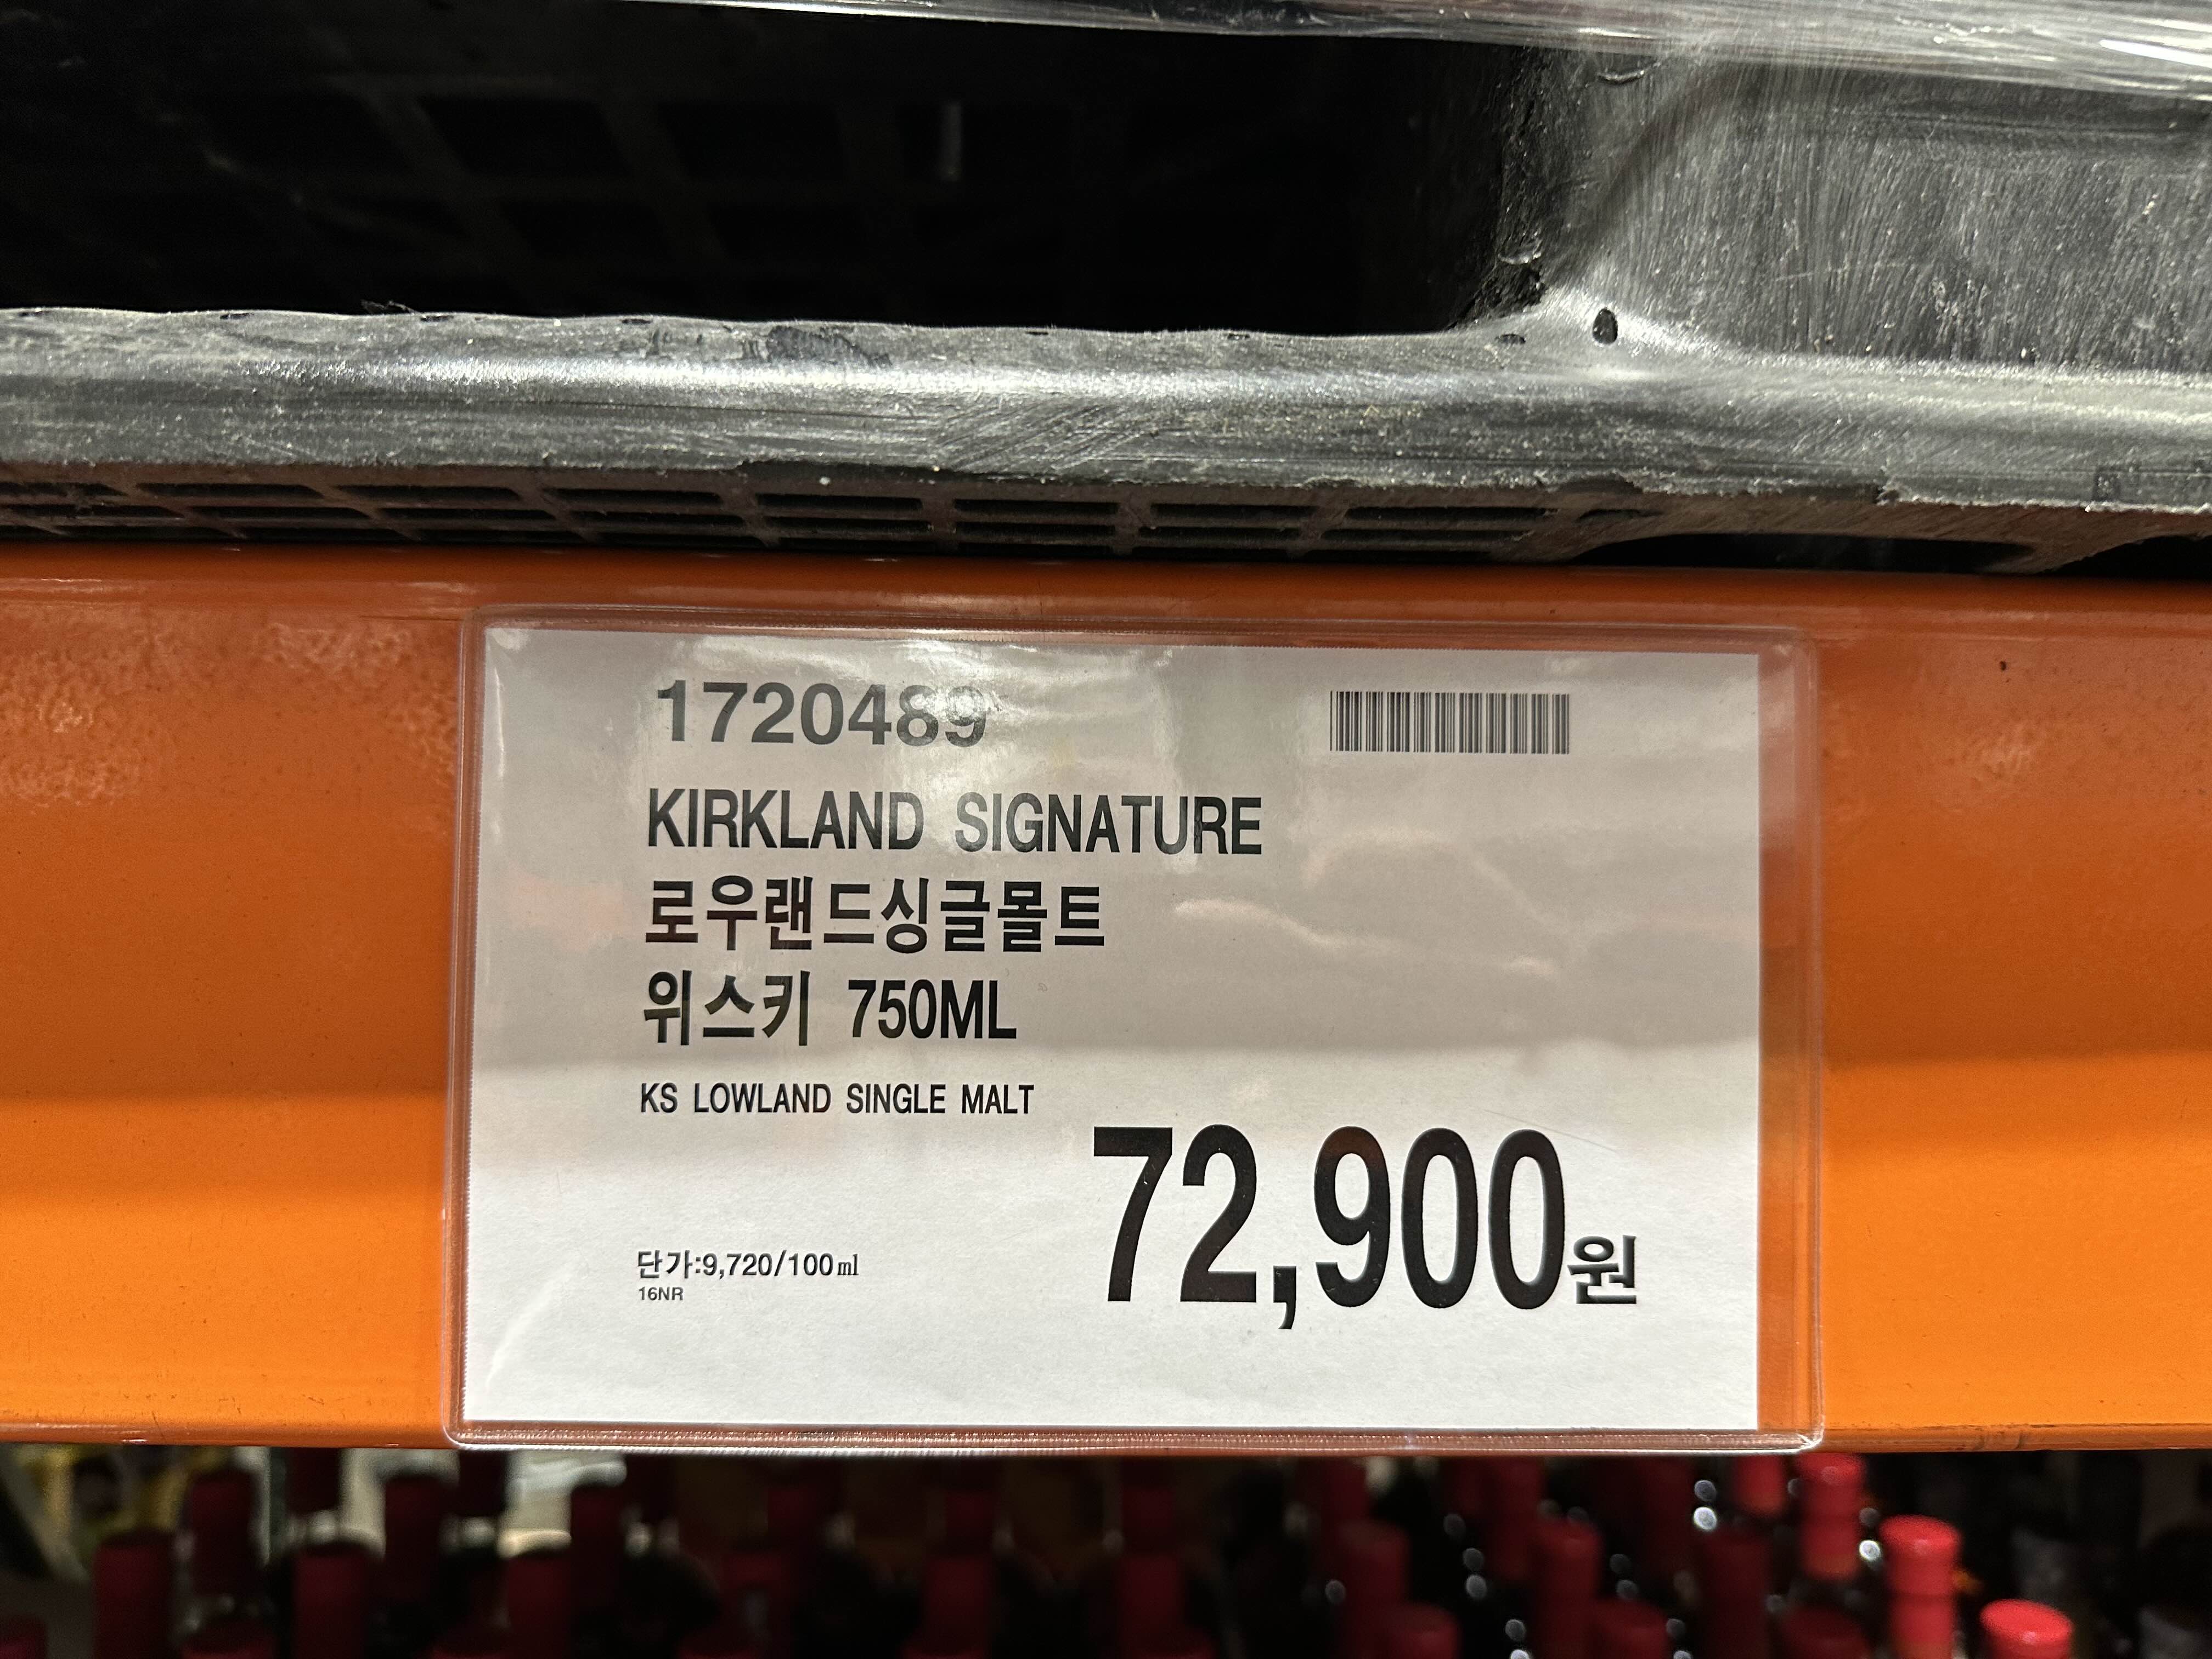 1720489
KIRKLAND SIGNATURE
로우랜드싱글몰트
위스키 750ML
KS LOWLAND SINGLE MALT
72,900원
단가:9,720/100㎖
16NR